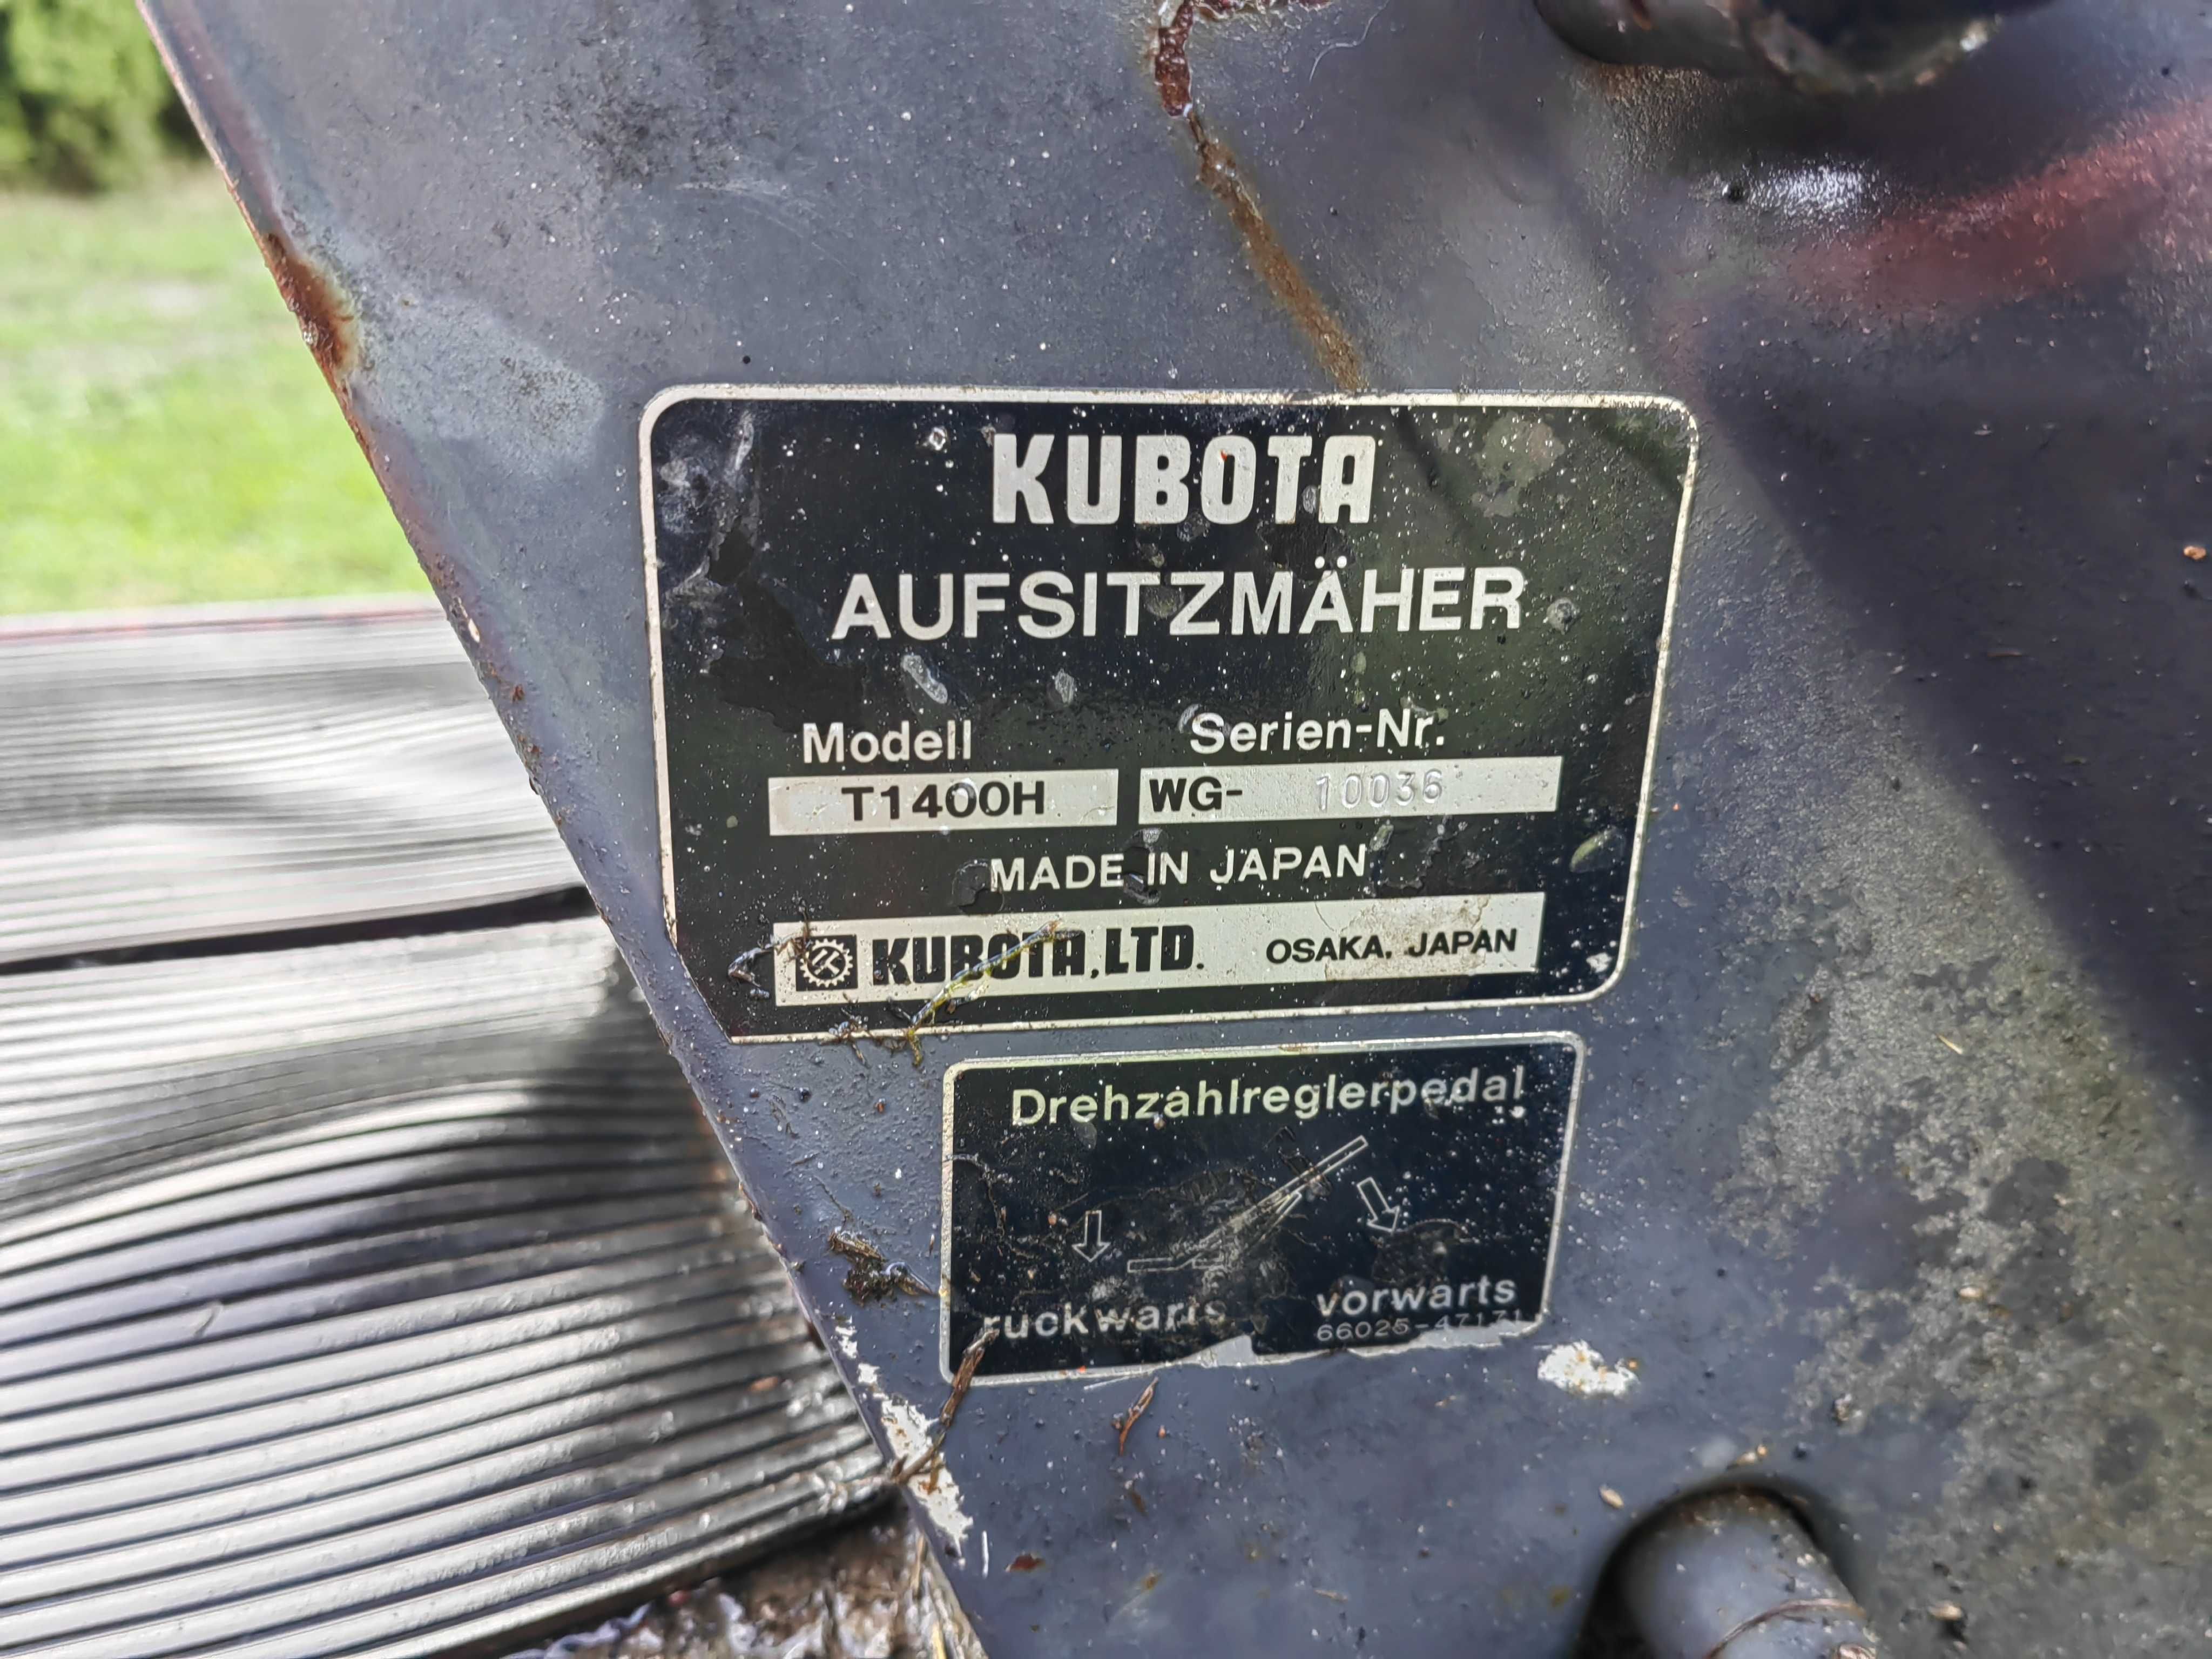 KUBOTA
AUFSITZMÄHER
Modell Serien-Nr.
T1400H WG- 10036
MADE IN JAPAN
KUBOTA, LTD. OSAKA, JAPAN
Drehzahlreglerpedal
ruckwarts vorwarts
66025-47171